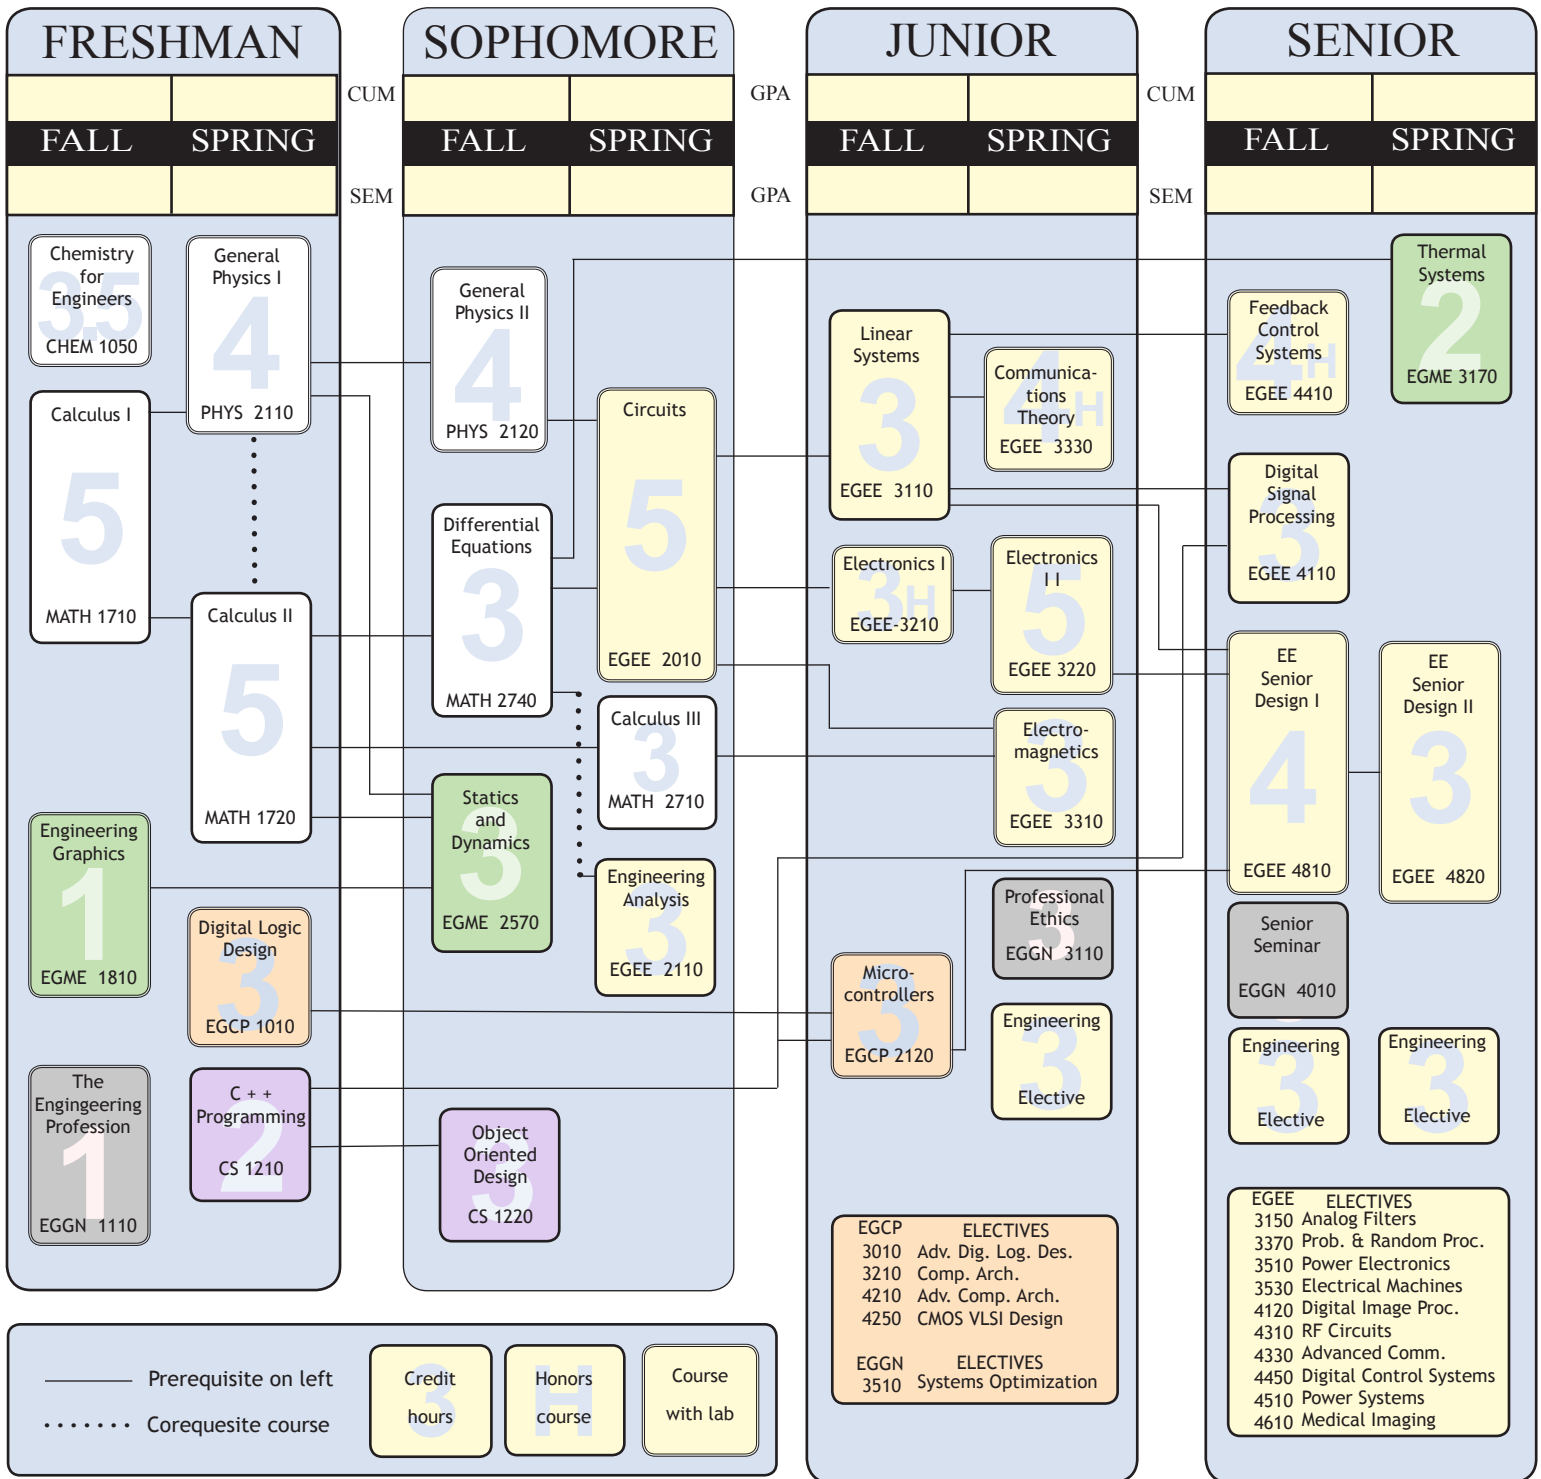 FRESHMAN
SOPHOMORE
JUNIOR
SENIOR
CUM
GPA
CUM
FALL
SPRING
FALL
SPRING
FALL
SPRING
FALL
SPRING
SEM
GPA
SEM
Chemistry
for
Engineers
3.5
CHEM 1050
Calculus I
5
MATH 1710
Engineering
Graphics
1
EGME 1810
The
Engingeering
Profession
1
EGGN 1110
General
Physics I
4
PHYS 2110
Calculus II
5
MATH 1720
Digital Logic
Design
3
EGCP 1010
C + +
Programming
2
CS 1210
General
Physics II
4
PHYS 2120
Differential
Equations
3
MATH 2740
Statics
and
Dynamics
3
EGME 2570
Object
Oriented
Design
3
CS 1220
Circuits
5
EGEE 2010
Calculus III
3
MATH 2710
Engineering
Analysis
3
EGEE 2110
Linear
Systems
3
EGEE 3110
Electronics I
3H
EGEE-3210
Micro-
controllers
3
EGCP 2120
Communica-
tions
Theory
4H
EGEE 3330
Electronics
I I
5
EGEE 3220
Electro-
magnetics
3
EGEE 3310
Professional
Ethics
3
EGGN 3110
Engineering
3
Elective
Feedback
Control
Systems
4H
EGEE 4410
Digital
Signal
Processing
3
EGEE 4110
EE
Senior
Design I
4
EGEE 4810
Senior
Seminar
EGGN 4010
Engineering
3
Elective
Thermal
Systems
2
EGME 3170
EE
Senior
Design II
3
EGEE 4820
Engineering
3
Elective
EGCP ELECTIVES
3010 Adv. Dig. Log. Des.
3210 Comp. Arch.
4210 Adv. Comp. Arch.
4250 CMOS VLSI Design
EGGN ELECTIVES
3510 Systems Optimization
EGEE ELECTIVES
3150 Analog Filters
3370 Prob. & Random Proc.
3510 Power Electronics
3530 Electrical Machines
4120 Digital Image Proc.
4310 RF Circuits
4330 Advanced Comm.
4450 Digital Control Systems
4510 Power Systems
4610 Medical Imaging
Prerequisite on left
Corequesite course
Credit
3
hours
Honors
H
course
Course
with lab